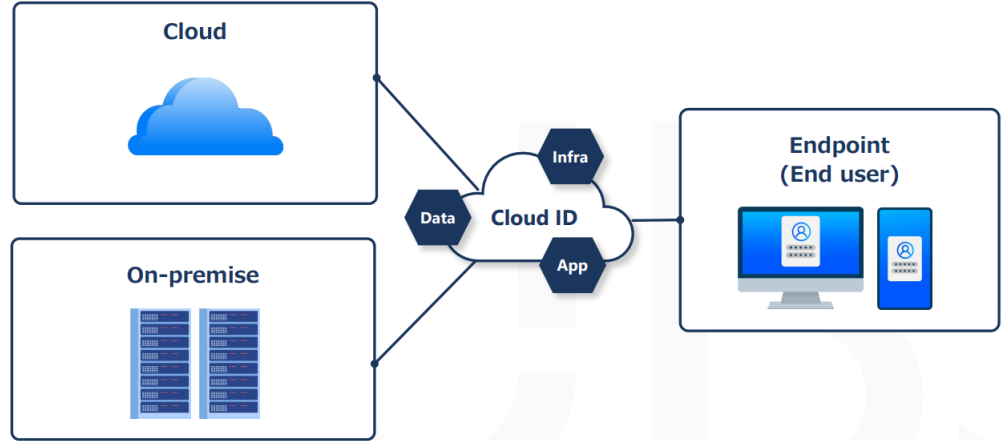 Cloud
On-premise
Infra
Data
Cloud ID
App
Endpoint
(End user)